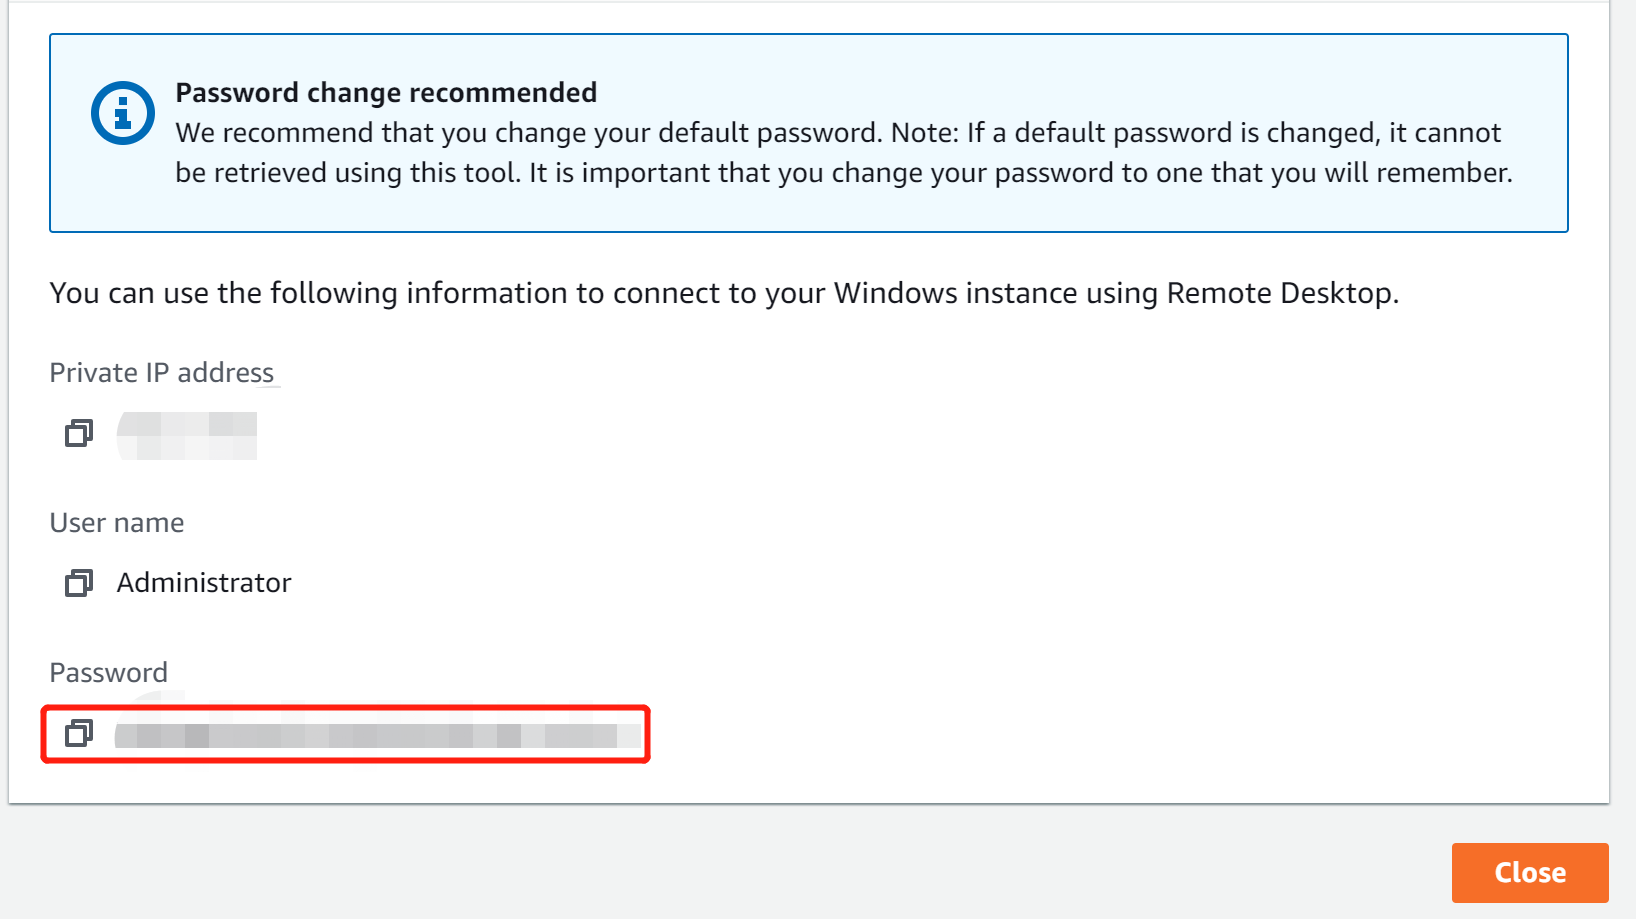 Password change recommended
We recommend that you change your default password. Note: If a default password is changed, it cannot
be retrieved using this tool. It is important that you change your password to one that you will remember.
You can use the following information to connect to your Windows instance using Remote Desktop.
Private IP address
User name
Administrator
Password
Close